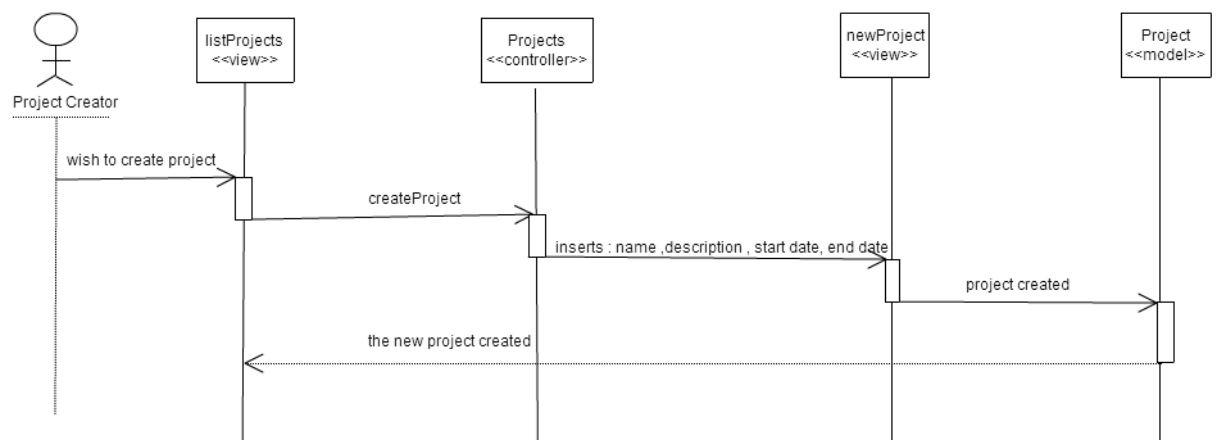 listProjects
<<view>>
Projects
<<controller>>
newProject
<<view>>
Project
<<model>>
Project Creator
wish to create project
createProject
inserts : name ,description , start date, end date
project created
the new project created